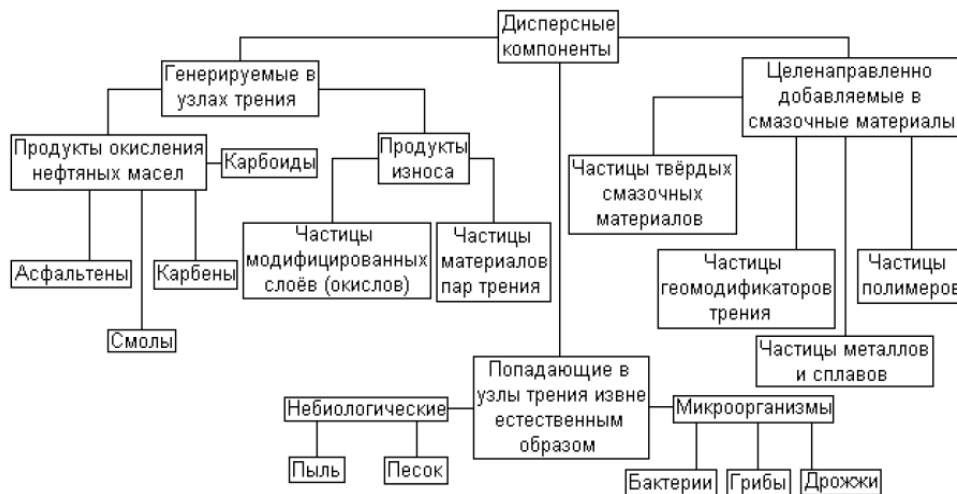 Дисперсные
компоненты
Генерируемые в
узлах трения
Целенаправленно
добавляемые в
смазочные материалы
Продукты окисления
нефтяных масел
Карбоиды
Продукты
износа
Частицы твёрдых
смазочных
материалов
Асфальтены
Карбены
Смолы
Частицы
модифицированных
слоёв (окислов)
Частицы
материалов
пар трения
Частицы
геомодификаторов
трения
Частицы
полимеров
Частицы металлов
и сплавов
Попадающие в
узлы трения извне
естественным
образом
Небиологические
Микроорганизмы
Пыль
Песок
Бактерии
Грибы
Дрожжи